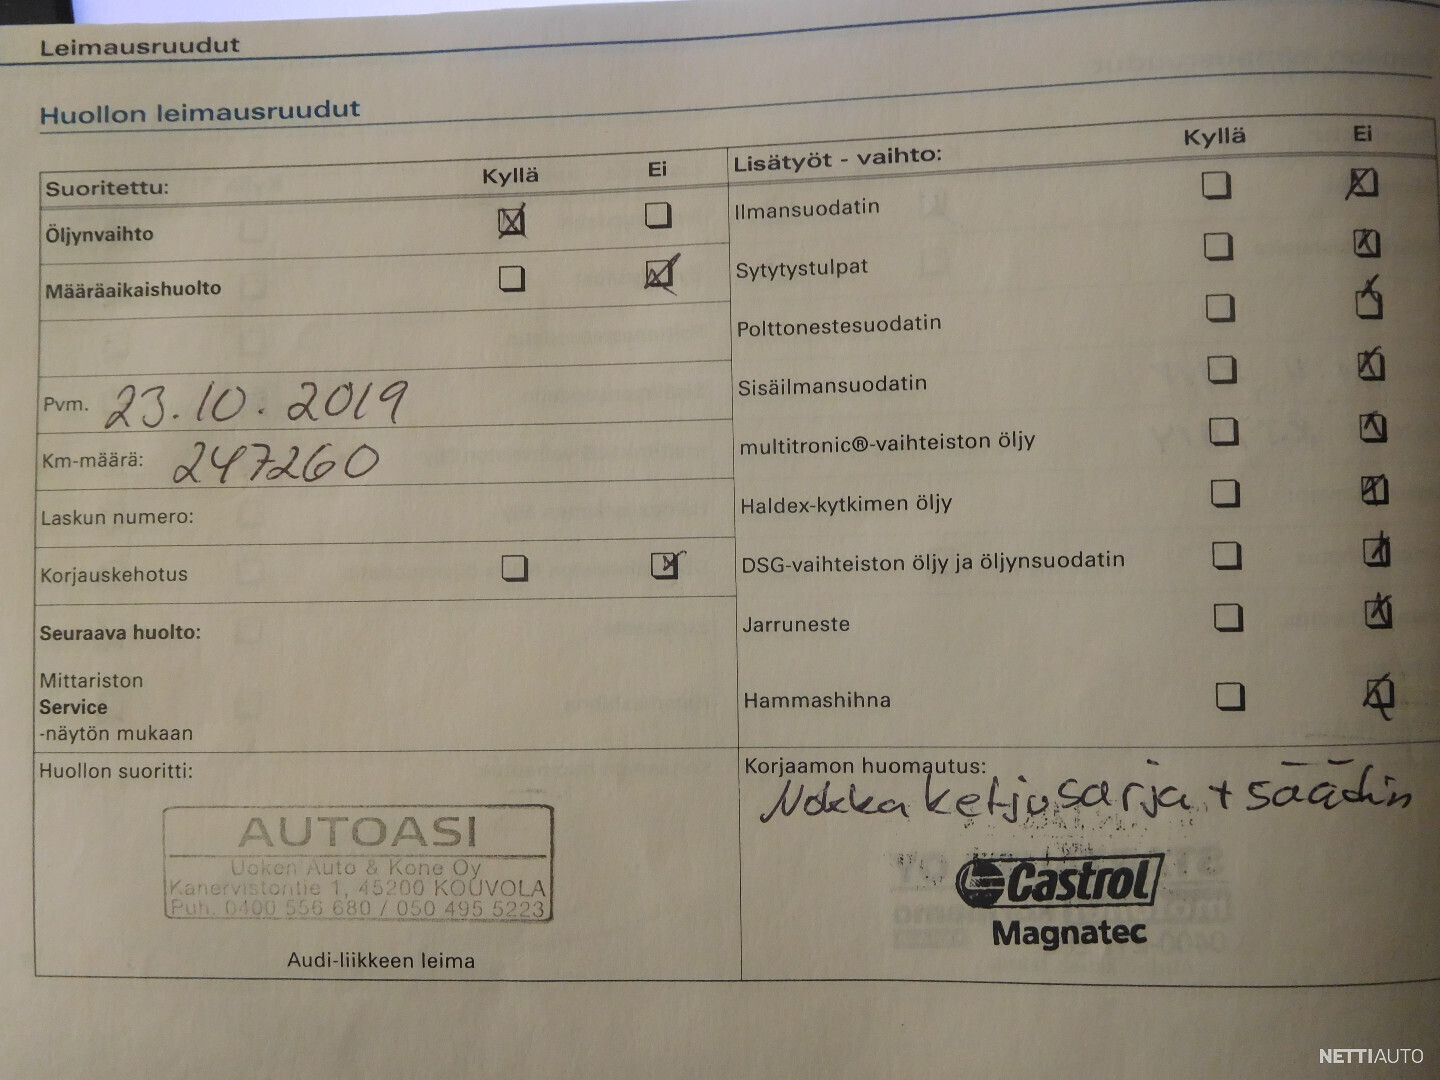 Leimausruudut
Huollon leimausruudut
Suoritettu: Kyllä Ei
Öljynvaihto
Määräaikaishuolto
Pvm. 23.10.2019
Km-määrä: 247260
Laskun numero:
Korjauskehotus
Seuraava huolto:
Mittariston
Service
-näytön mukaan
Huollon suoritti:
AUTOASI
Uoken Auto & Kone Oy
Kanervistontie 1, 45200 KOUVOLA
Puh. 0400 556 680 / 050 495 5223
Audi-liikkeen leima
Lisätyöt - vaihto: Kyllä Ei
Ilmansuodatin
Sytytystulpat
Polttonestesuodatin
Sisäilmansuodatin
multitronic®-vaihteiston öljy
Haldex-kytkimen öljy
DSG-vaihteiston öljy ja öljynsuodatin
Jarruneste
Hammashihna
Korjaamon huomautus:
Nokka ketjusarja + säädin
Castrol
Magnatec
NETTIAUTO